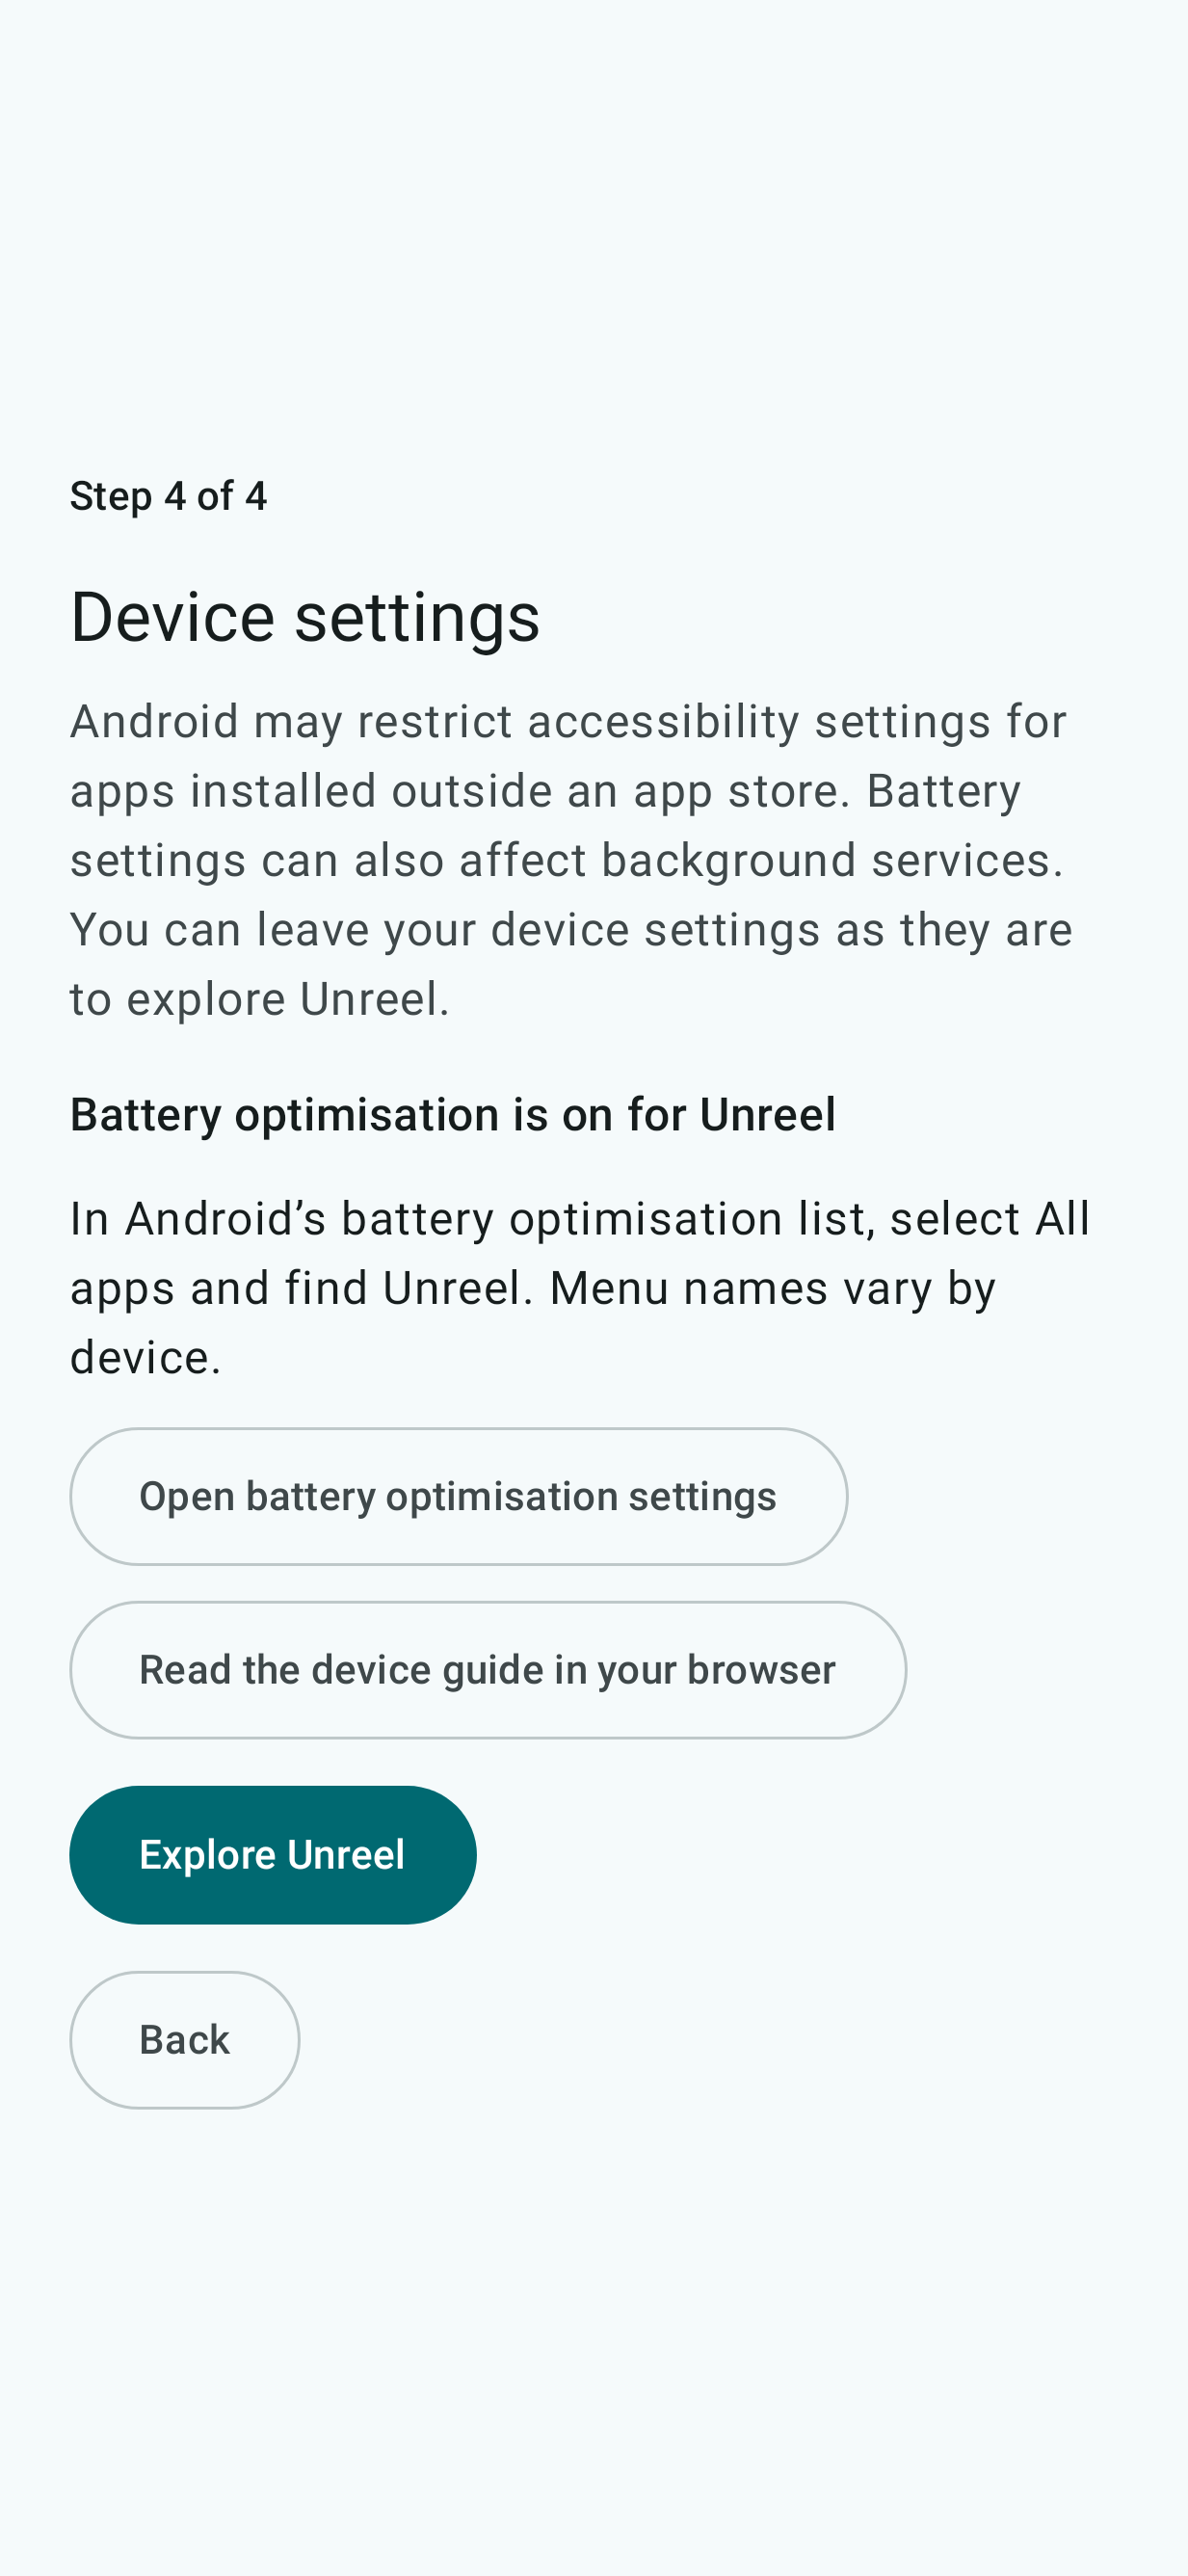 Step 4 of 4
Device settings
Android may restrict accessibility settings for
apps installed outside an app store. Battery
settings can also affect background services.
You can leave your device settings as they are
to explore Unreel.
Battery optimisation is on for Unreel
In Android’s battery optimisation list, select All
apps and find Unreel. Menu names vary by
device.
Open battery optimisation settings
Read the device guide in your browser
Explore Unreel
Back